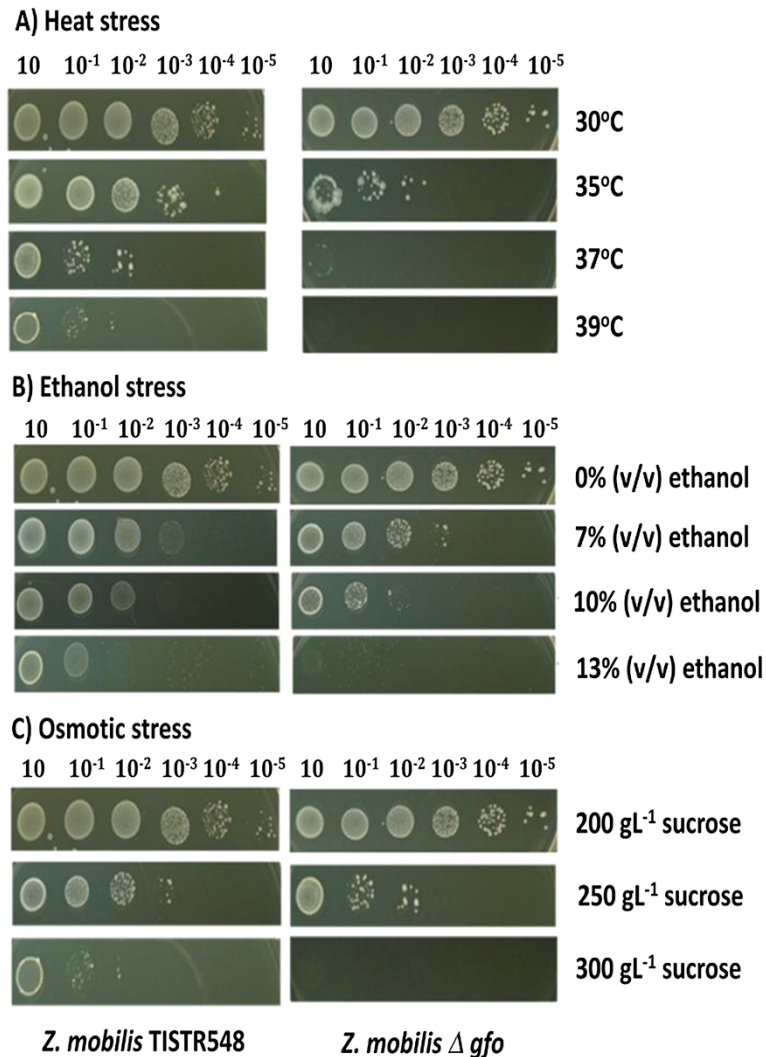 A) Heat stress
10 10⁻¹ 10⁻² 10⁻³ 10⁻⁴ 10⁻⁵ 10 10⁻¹ 10⁻² 10⁻³ 10⁻⁴ 10⁻⁵
30°C
35°C
37°C
39°C
B) Ethanol stress
10 10⁻¹ 10⁻² 10⁻³ 10⁻⁴ 10⁻⁵ 10 10⁻¹ 10⁻² 10⁻³ 10⁻⁴ 10⁻⁵
0% (v/v) ethanol
7% (v/v) ethanol
10% (v/v) ethanol
13% (v/v) ethanol
C) Osmotic stress
10 10⁻¹ 10⁻² 10⁻³ 10⁻⁴ 10⁻⁵ 10 10⁻¹ 10⁻² 10⁻³ 10⁻⁴ 10⁻⁵
200 gL⁻¹ sucrose
250 gL⁻¹ sucrose
300 gL⁻¹ sucrose
Z. mobilis TISTR548 Z. mobilis Δ gfo